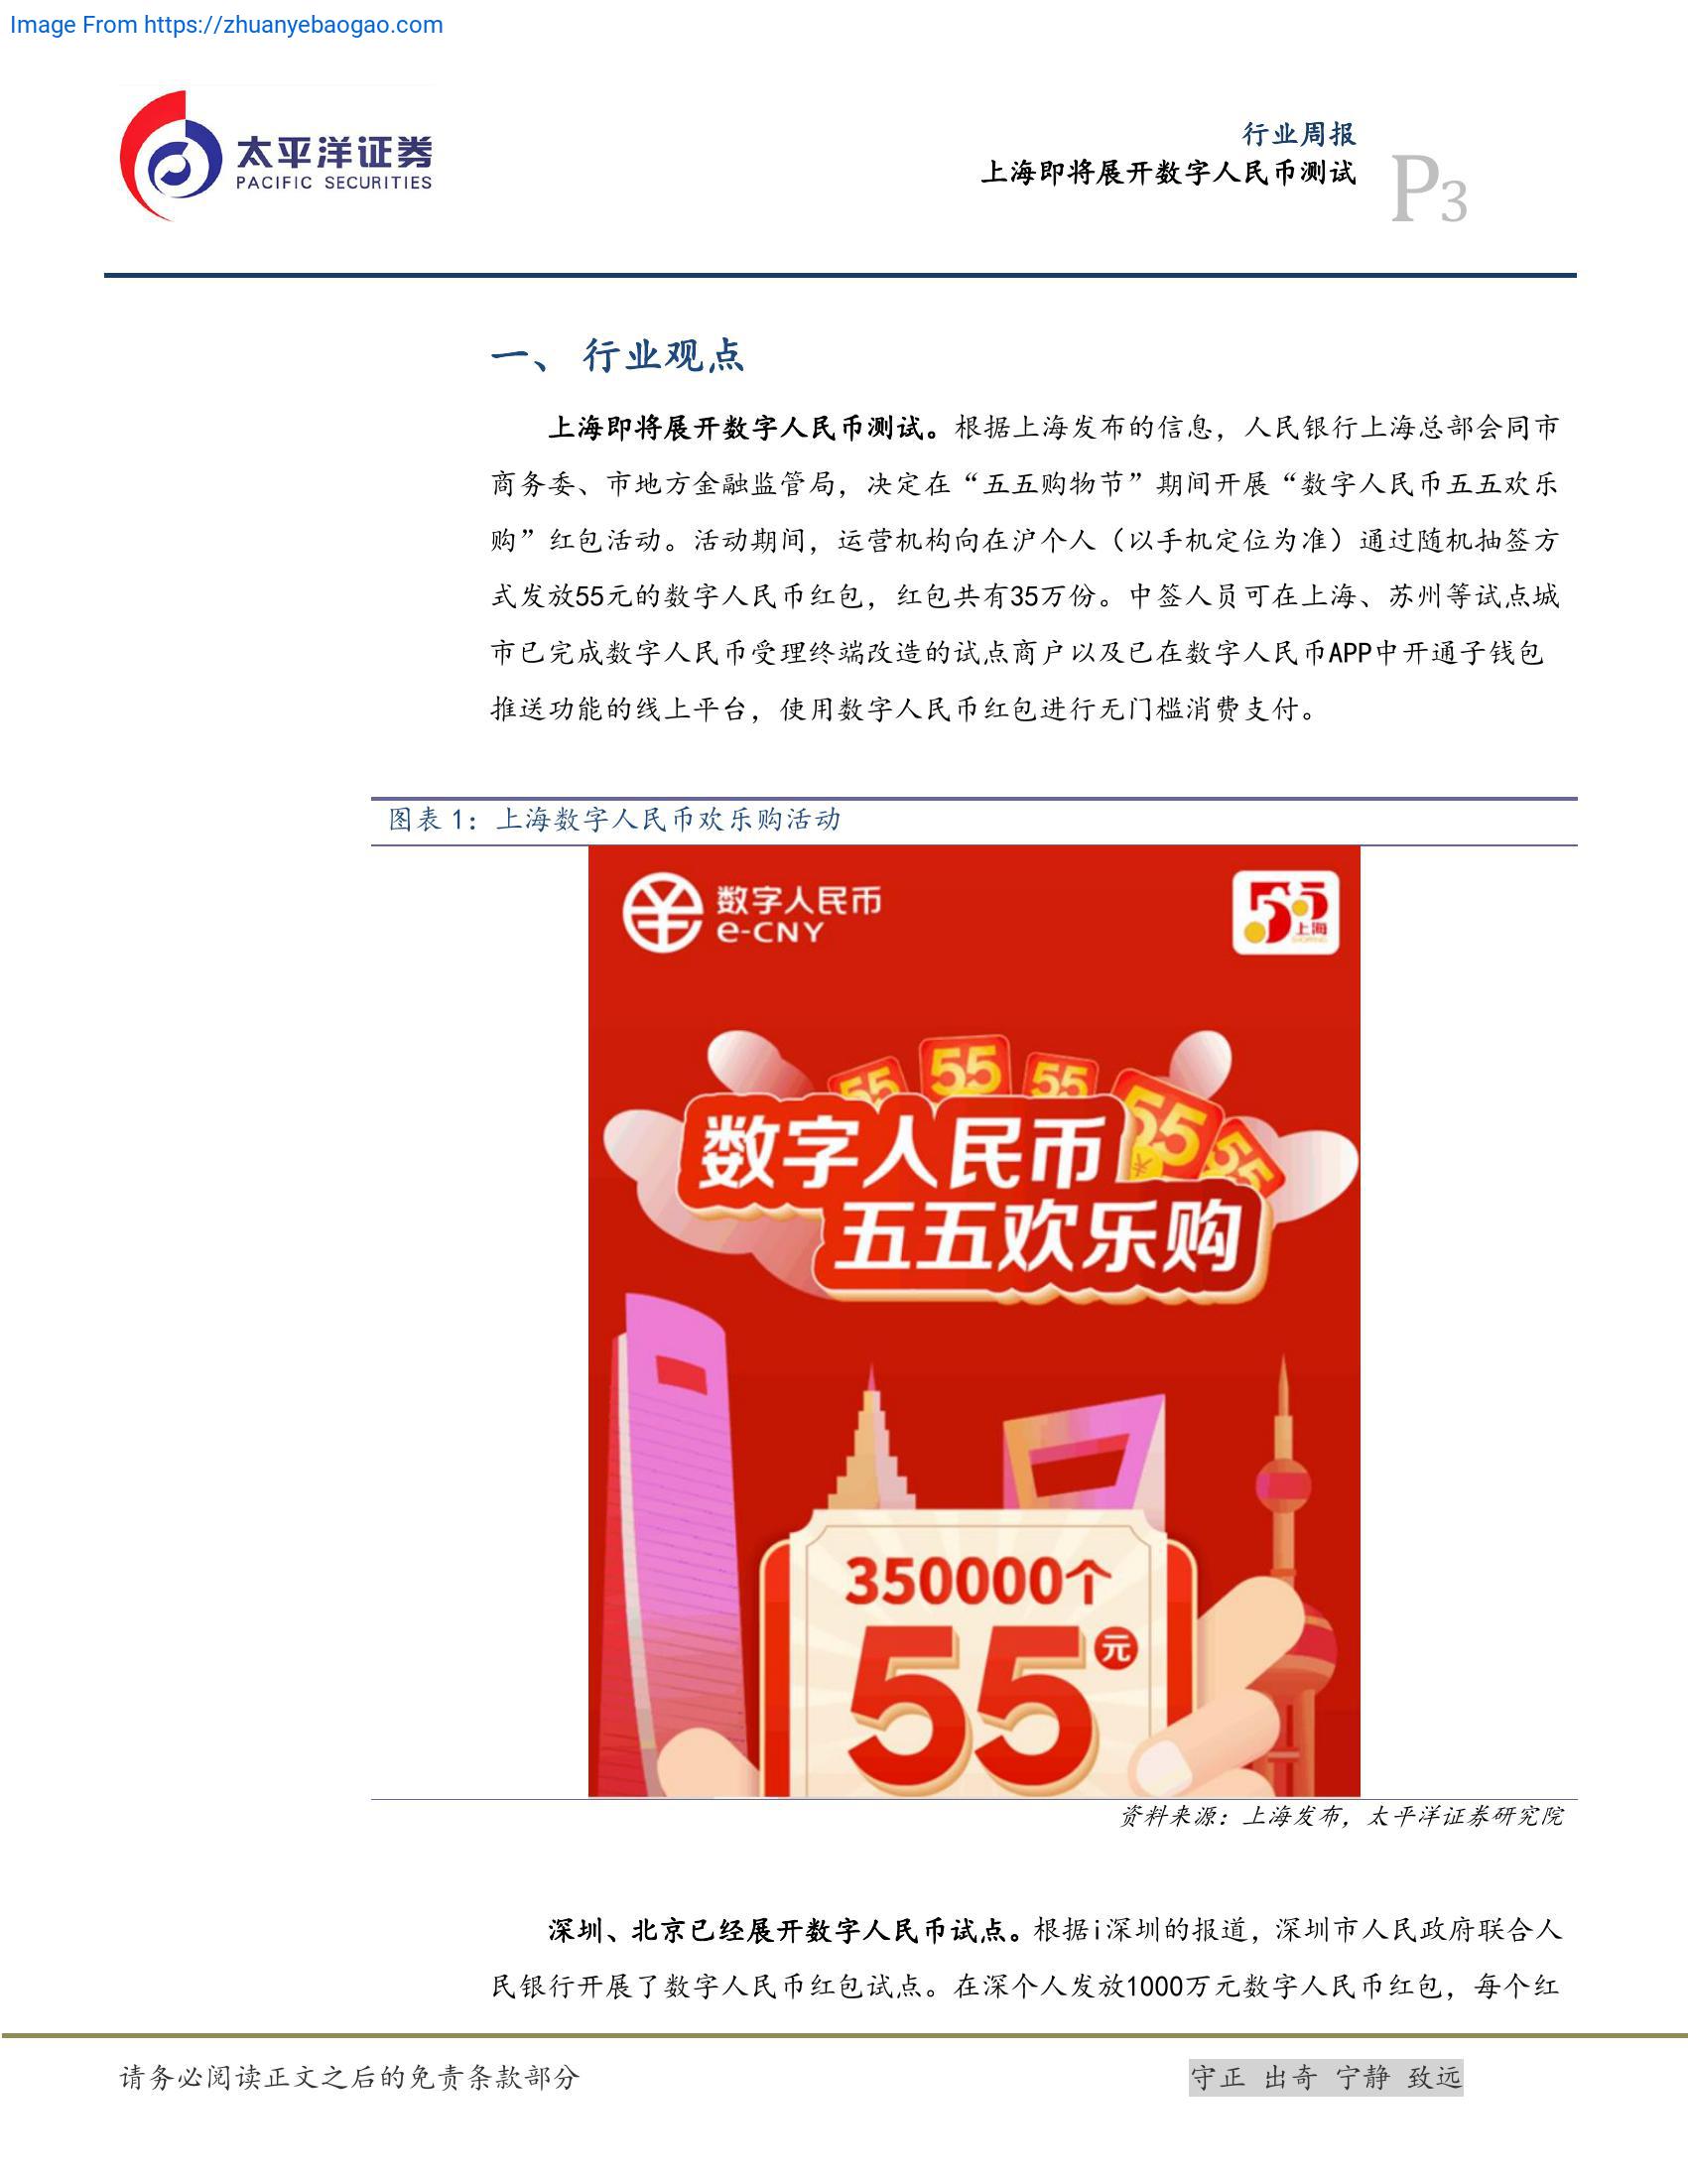 Image From https://zhuanyebaogao.com
太平洋证券
PACIFIC SECURITIES
行业周报
上海即将展开数字人民币测试
P3
一、 行业观点
上海即将展开数字人民币测试。根据上海发布的信息，人民银行上海总部会同市
商务委、市地方金融监管局，决定在“五五购物节”期间开展“数字人民币五五欢乐
购”红包活动。活动期间，运营机构向在沪个人（以手机定位为准）通过随机抽签方
式发放55元的数字人民币红包，红包共有35万份。中签人员可在上海、苏州等试点城
市已完成数字人民币受理终端改造的试点商户以及已在数字人民币APP中开通子钱包
推送功能的线上平台，使用数字人民币红包进行无门槛消费支付。
图表 1：上海数字人民币欢乐购活动
数字人民币
e-CNY
55
上海
55
55
55
55
55
数字人民币
五五欢乐购
350000个
55元
资料来源：上海发布，太平洋证券研究院
深圳、北京已经展开数字人民币试点。根据i深圳的报道，深圳市人民政府联合人
民银行开展了数字人民币红包试点。在深个人发放1000万元数字人民币红包，每个红
请务必阅读正文之后的免责条款部分
守正 出奇 宁静 致远